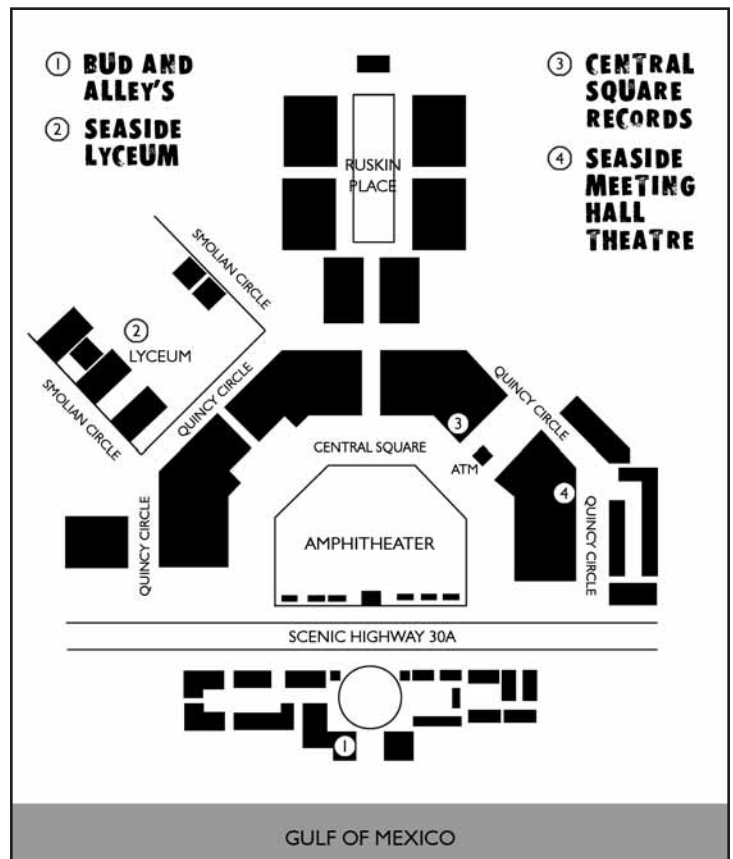 1 BUD AND
ALLEY'S
2 SEASIDE
LYCEUM
3 CENTRAL
SQUARE
RECORDS
4 SEASIDE
MEETING
HALL
THEATRE
RUSKIN
PLACE
SMOLIAN CIRCLE
2
LYCEUM
SMOLIAN CIRCLE
QUINCY CIRCLE
QUINCY CIRCLE
3
CENTRAL SQUARE
ATM
4
QUINCY CIRCLE
QUINCY CIRCLE
AMPHITHEATER
SCENIC HIGHWAY 30A
1
GULF OF MEXICO